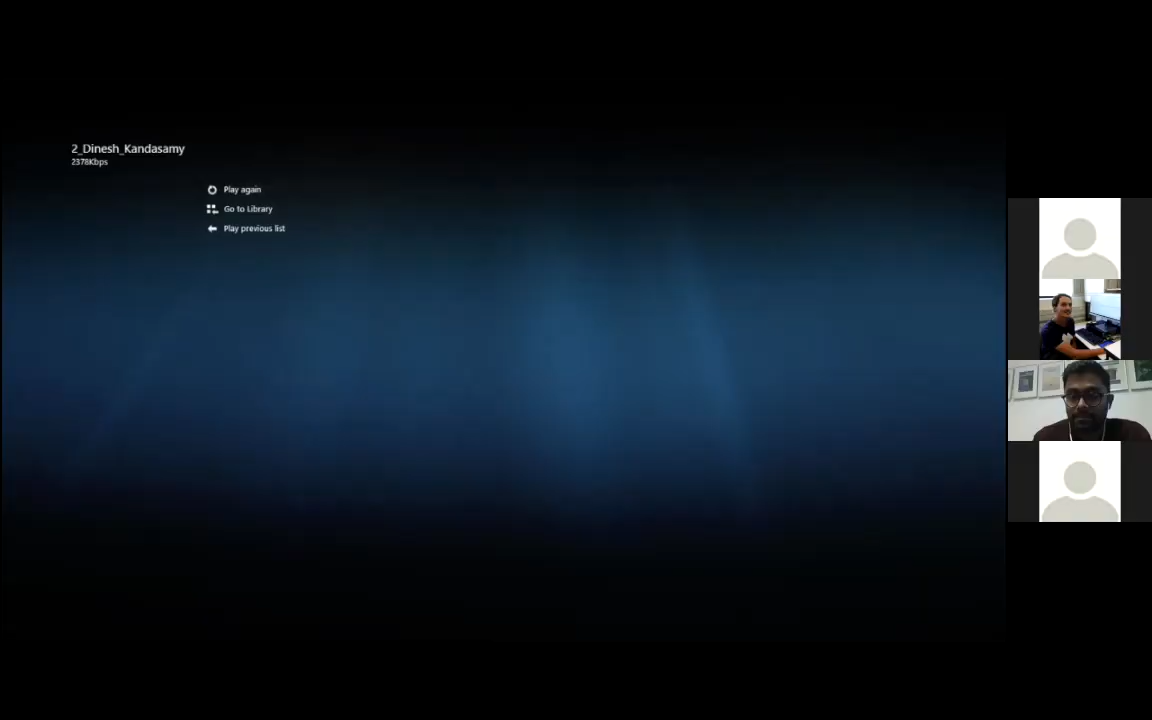 2_Dinesh_Kandasamy
2378Kbps
Play again
Go to Library
Play previous list